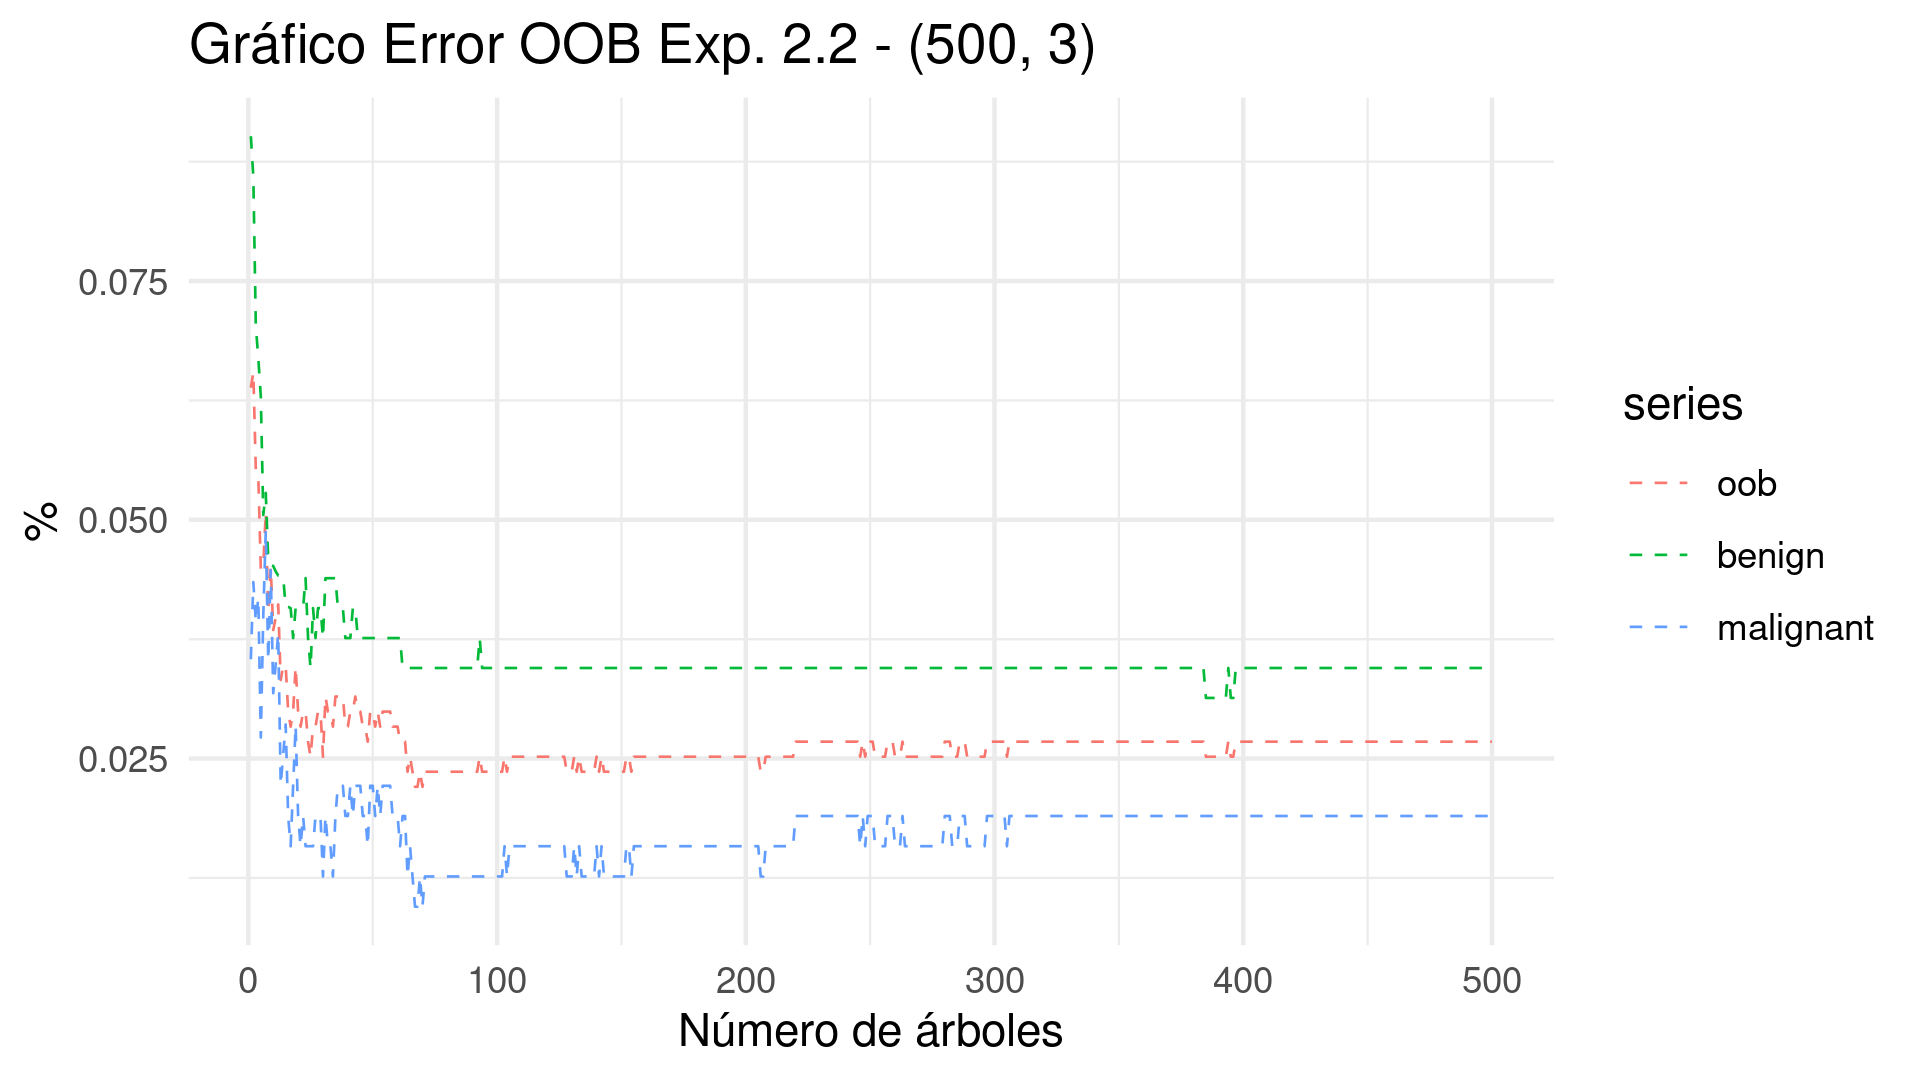 Gráfico Error OOB Exp. 2.2 - (500, 3)
%
0.075
0.050
0.025
0 100 200 300 400 500
Número de árboles
series
oob
benign
malignant